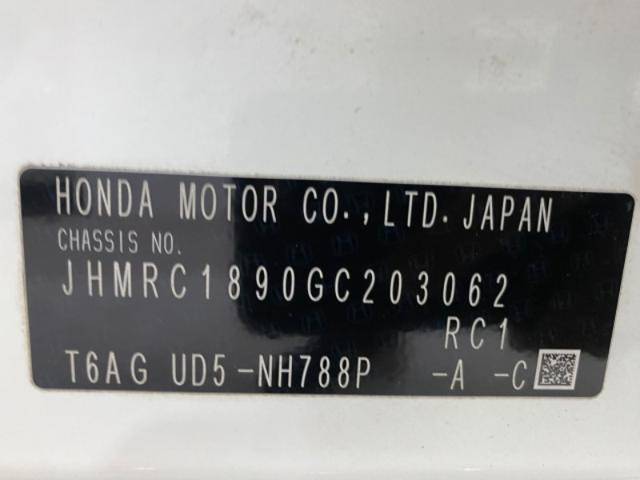 HONDA MOTOR CO.,LTD.JAPAN
CHASSIS NO.
JHMRC1890GC203062
RC1
T6AG UD5-NH788P -A -C